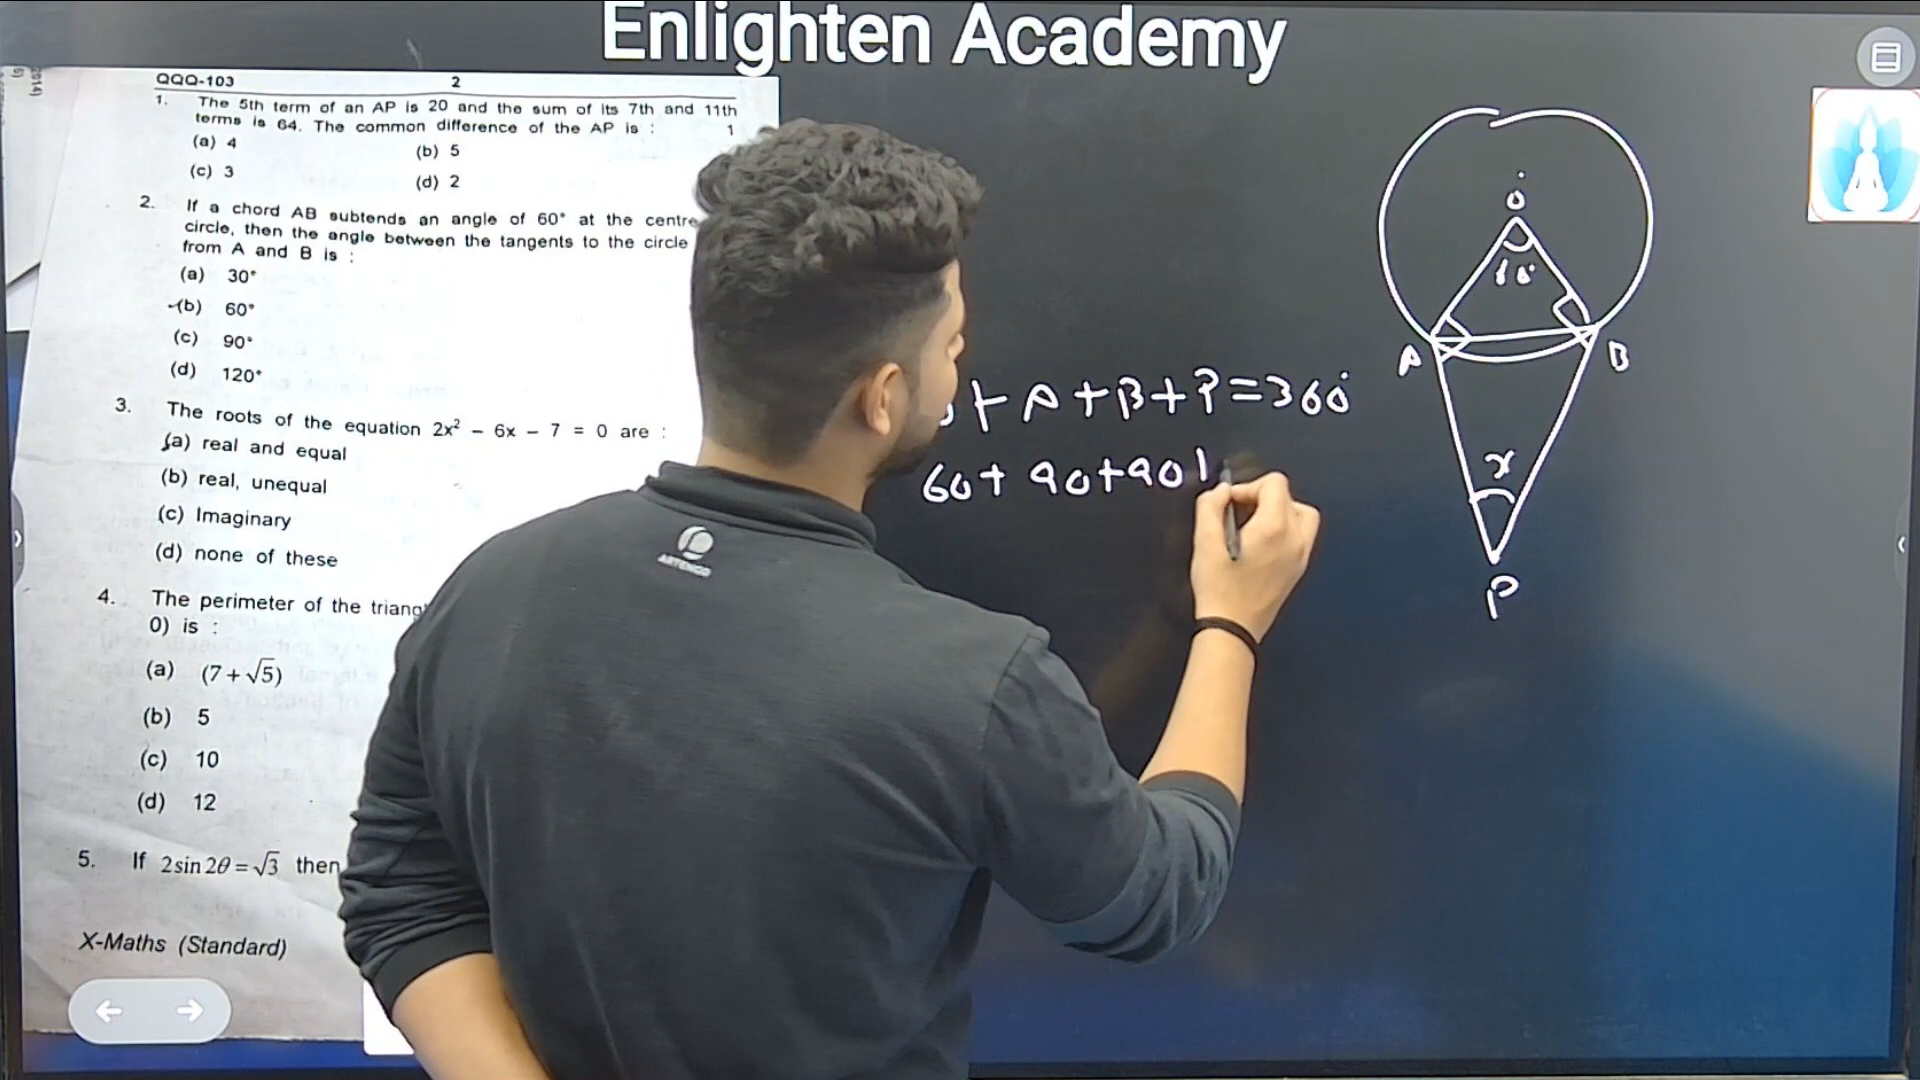 Enlighten Academy
QQQ-103 2
1. The 5th term of an AP is 20 and the sum of its 7th and 11th
terms is 64. The common difference of the AP is : 1
(a) 4
(b) 5
(c) 3
(d) 2
2. If a chord AB subtends an angle of 60° at the centre
circle, then the angle between the tangents to the circle
from A and B is :
(a) 30°
(b) 60°
(c) 90°
(d) 120°
3. The roots of the equation 2x² – 6x – 7 = 0 are :
(a) real and equal
(b) real, unequal
(c) Imaginary
(d) none of these
4. The perimeter of the triang
0) is :
(a) (7 + √5)
(b) 5
(c) 10
(d) 12
5. If 2sin 2θ = √3 then
X-Maths (Standard)
+ A + B + P = 360°
60 + 90 + 90
O
A
B
x
P
ARTENGO